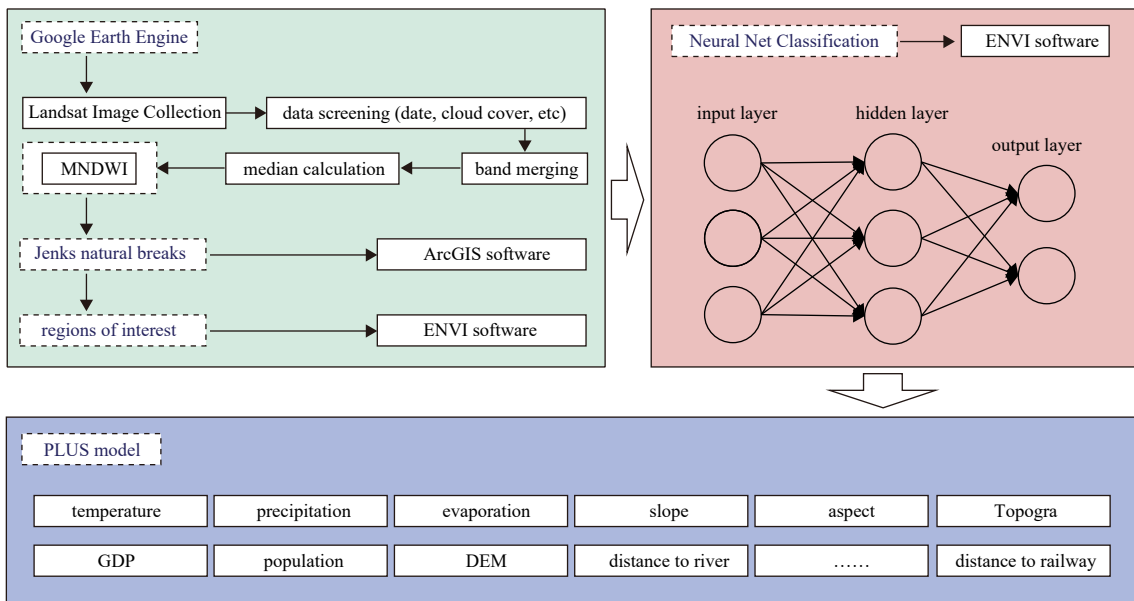 Google Earth Engine
Landsat Image Collection
data screening (date, cloud cover, etc)
MNDWI
median calculation
band merging
Jenks natural breaks
ArcGIS software
regions of interest
ENVI software
Neural Net Classification
ENVI software
input layer
hidden layer
output layer
PLUS model
temperature
precipitation
evaporation
slope
aspect
Topogra
GDP
population
DEM
distance to river
……
distance to railway